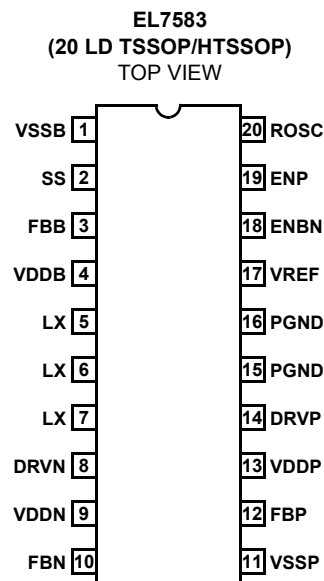 EL7583
(20 LD TSSOP/HTSSOP)
TOP VIEW
VSSB 1 20 ROSC
SS 2 19 ENP
FBB 3 18 ENBN
VDDB 4 17 VREF
LX 5 16 PGND
LX 6 15 PGND
LX 7 14 DRVP
DRVN 8 13 VDDP
VDDN 9 12 FBP
FBN 10 11 VSSP